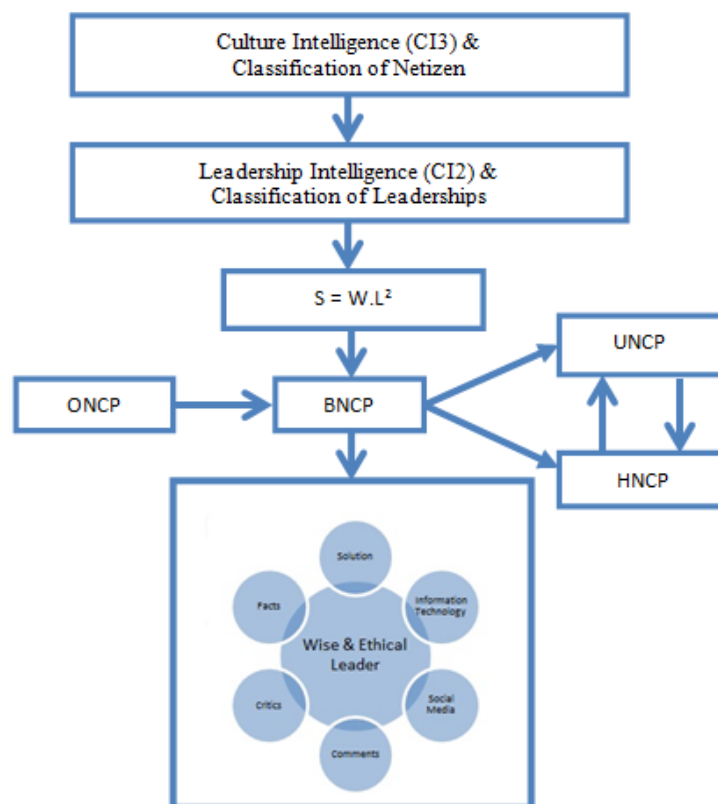 Culture Intelligence (CI3) &
Classification of Netizen
Leadership Intelligence (CI2) &
Classification of Leaderships
S = W.L²
UNCP
ONCP
BNCP
HNCP
Solution
Facts
Information
Technology
Wise & Ethical
Leader
Critics
Social
Media
Comments